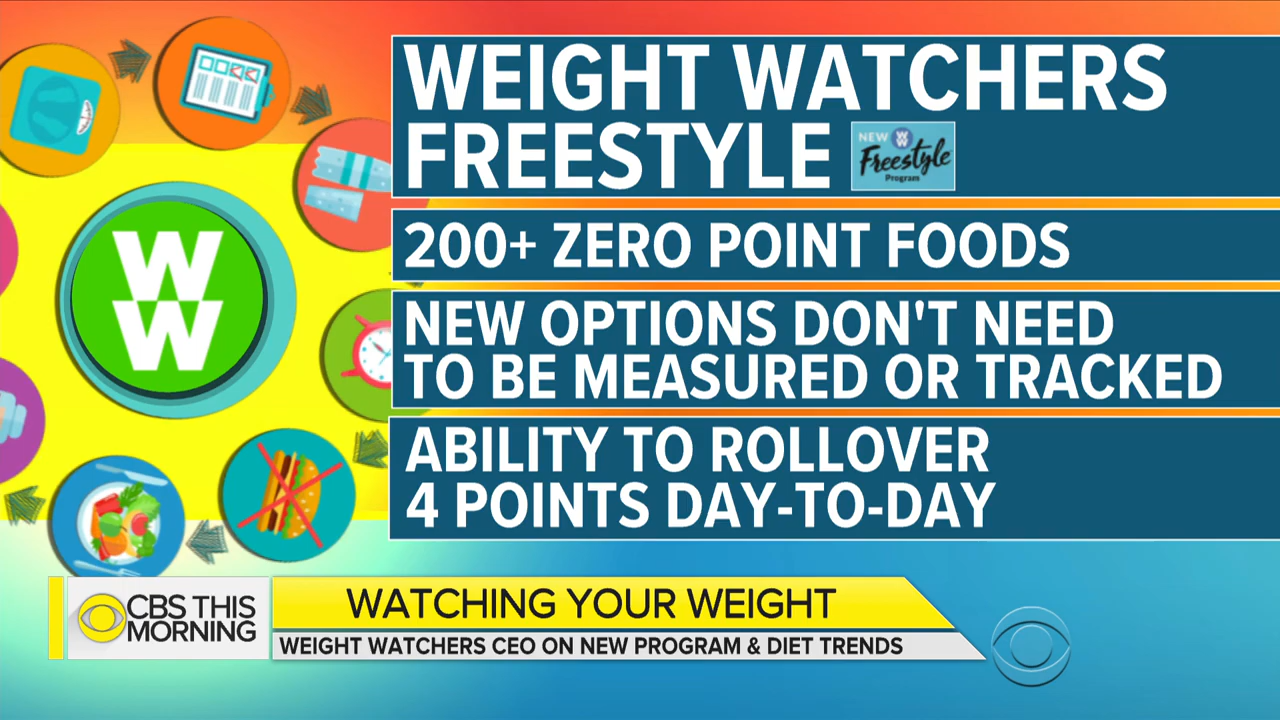 WEIGHT WATCHERS
FREESTYLE
NEW
WW
Freestyle
Program
200+ ZERO POINT FOODS
W
W
NEW OPTIONS DON'T NEED
TO BE MEASURED OR TRACKED
ABILITY TO ROLLOVER
4 POINTS DAY-TO-DAY
CBS THIS
MORNING
WATCHING YOUR WEIGHT
WEIGHT WATCHERS CEO ON NEW PROGRAM & DIET TRENDS